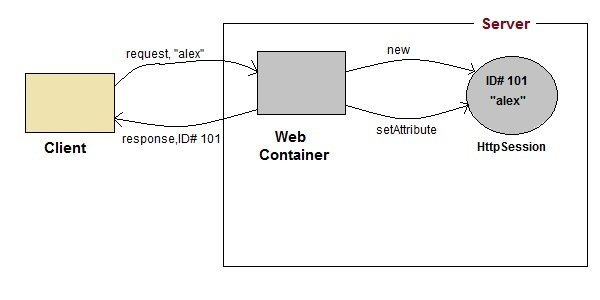 Server
request, "alex"
new
ID# 101
"alex"
setAttribute
response,ID# 101
Web
Container
Client
HttpSession